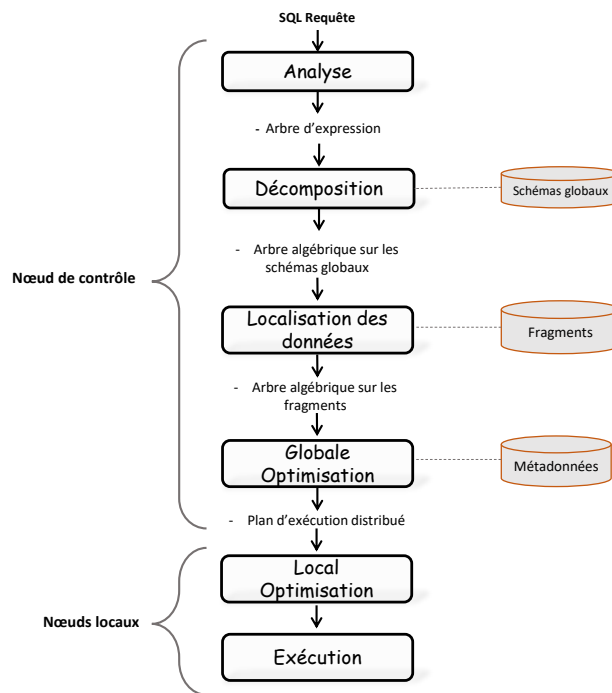 SQL Requête
Analyse
- Arbre d'expression
Décomposition
Schémas globaux
- Arbre algébrique sur les
schémas globaux
Nœud de contrôle
Localisation des
données
Fragments
- Arbre algébrique sur les
fragments
Globale
Optimisation
Métadonnées
- Plan d'exécution distribué
Local
Optimisation
Nœuds locaux
Exécution